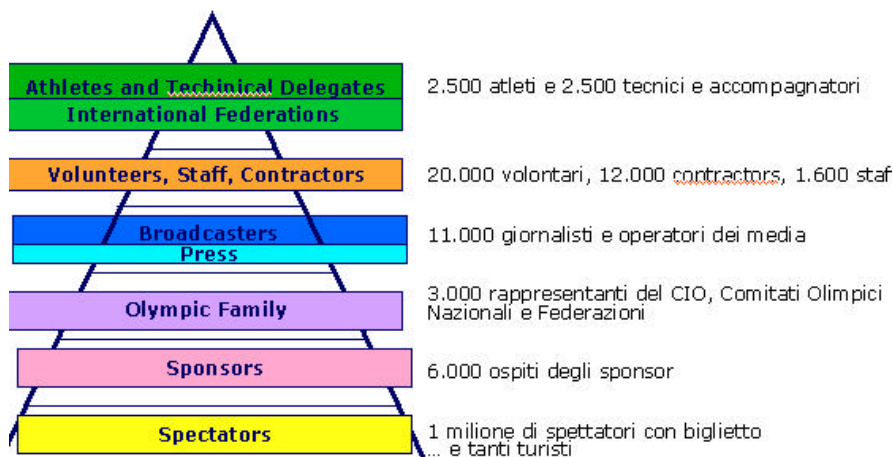 Athletes and Techinical Delegates
2.500 atleti e 2.500 tecnici e accompagnatori
International Federations
Volunteers, Staff, Contractors
20.000 volontari, 12.000 contractors, 1.600 staf
Broadcasters
11.000 giornalisti e operatori dei media
Press
3.000 rappresentanti del CIO, Comitati Olimpici
Nazionali e Federazioni
Olympic Family
Sponsors
6.000 ospiti degli sponsor
Spectators
1 milione di spettatori con biglietto
... e tanti turisti